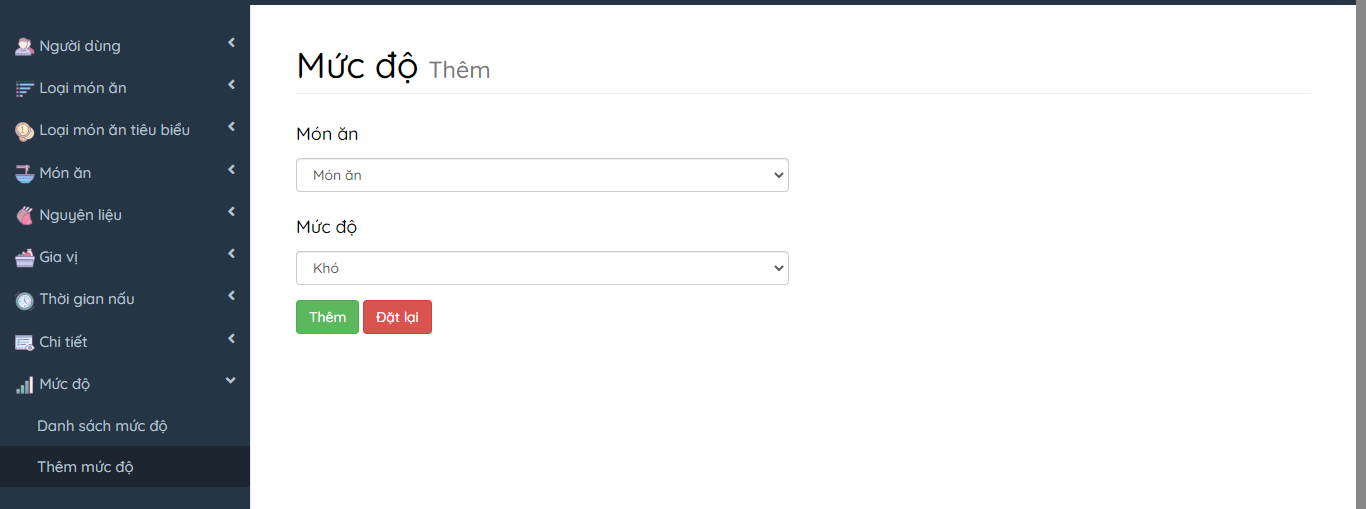 Người dùng
Loại món ăn
Loại món ăn tiêu biểu
Món ăn
Nguyên liệu
Gia vị
Thời gian nấu
Chi tiết
Mức độ
Danh sách mức độ
Thêm mức độ
Mức độ Thêm
Món ăn
Món ăn
Mức độ
Khó
Thêm Đặt lại